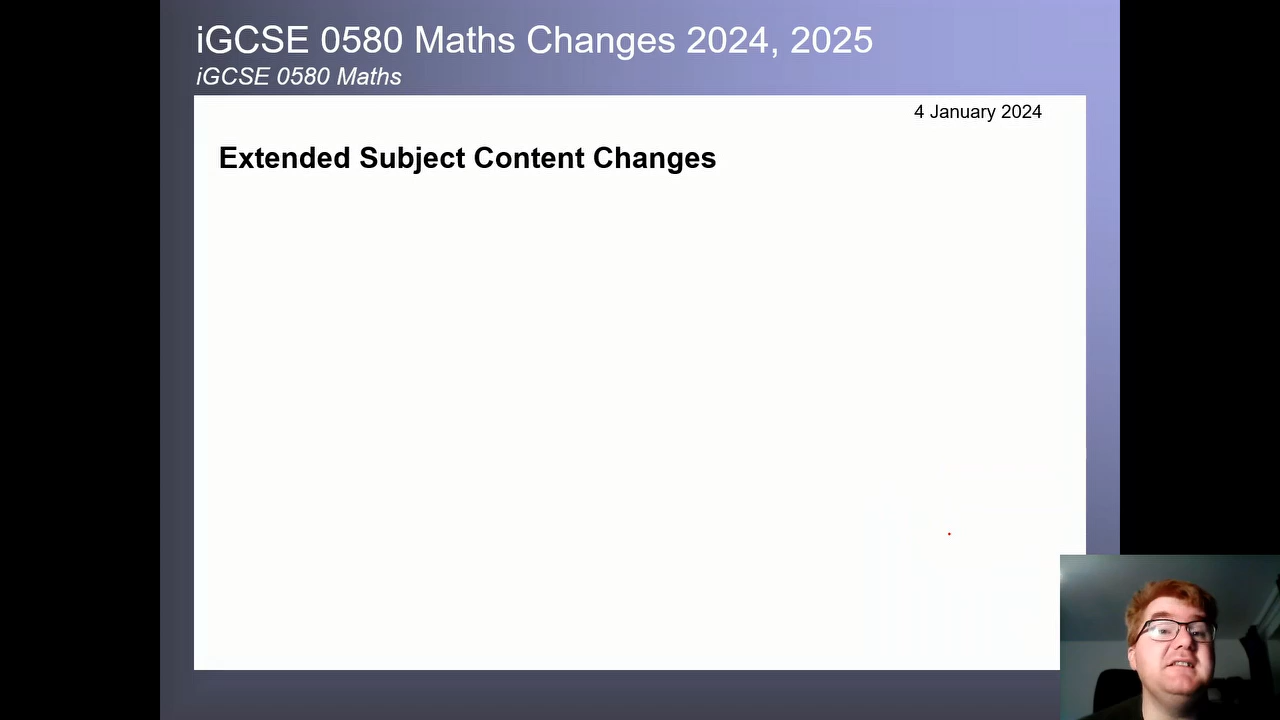 iGCSE 0580 Maths Changes 2024, 2025
iGCSE 0580 Maths
4 January 2024
Extended Subject Content Changes